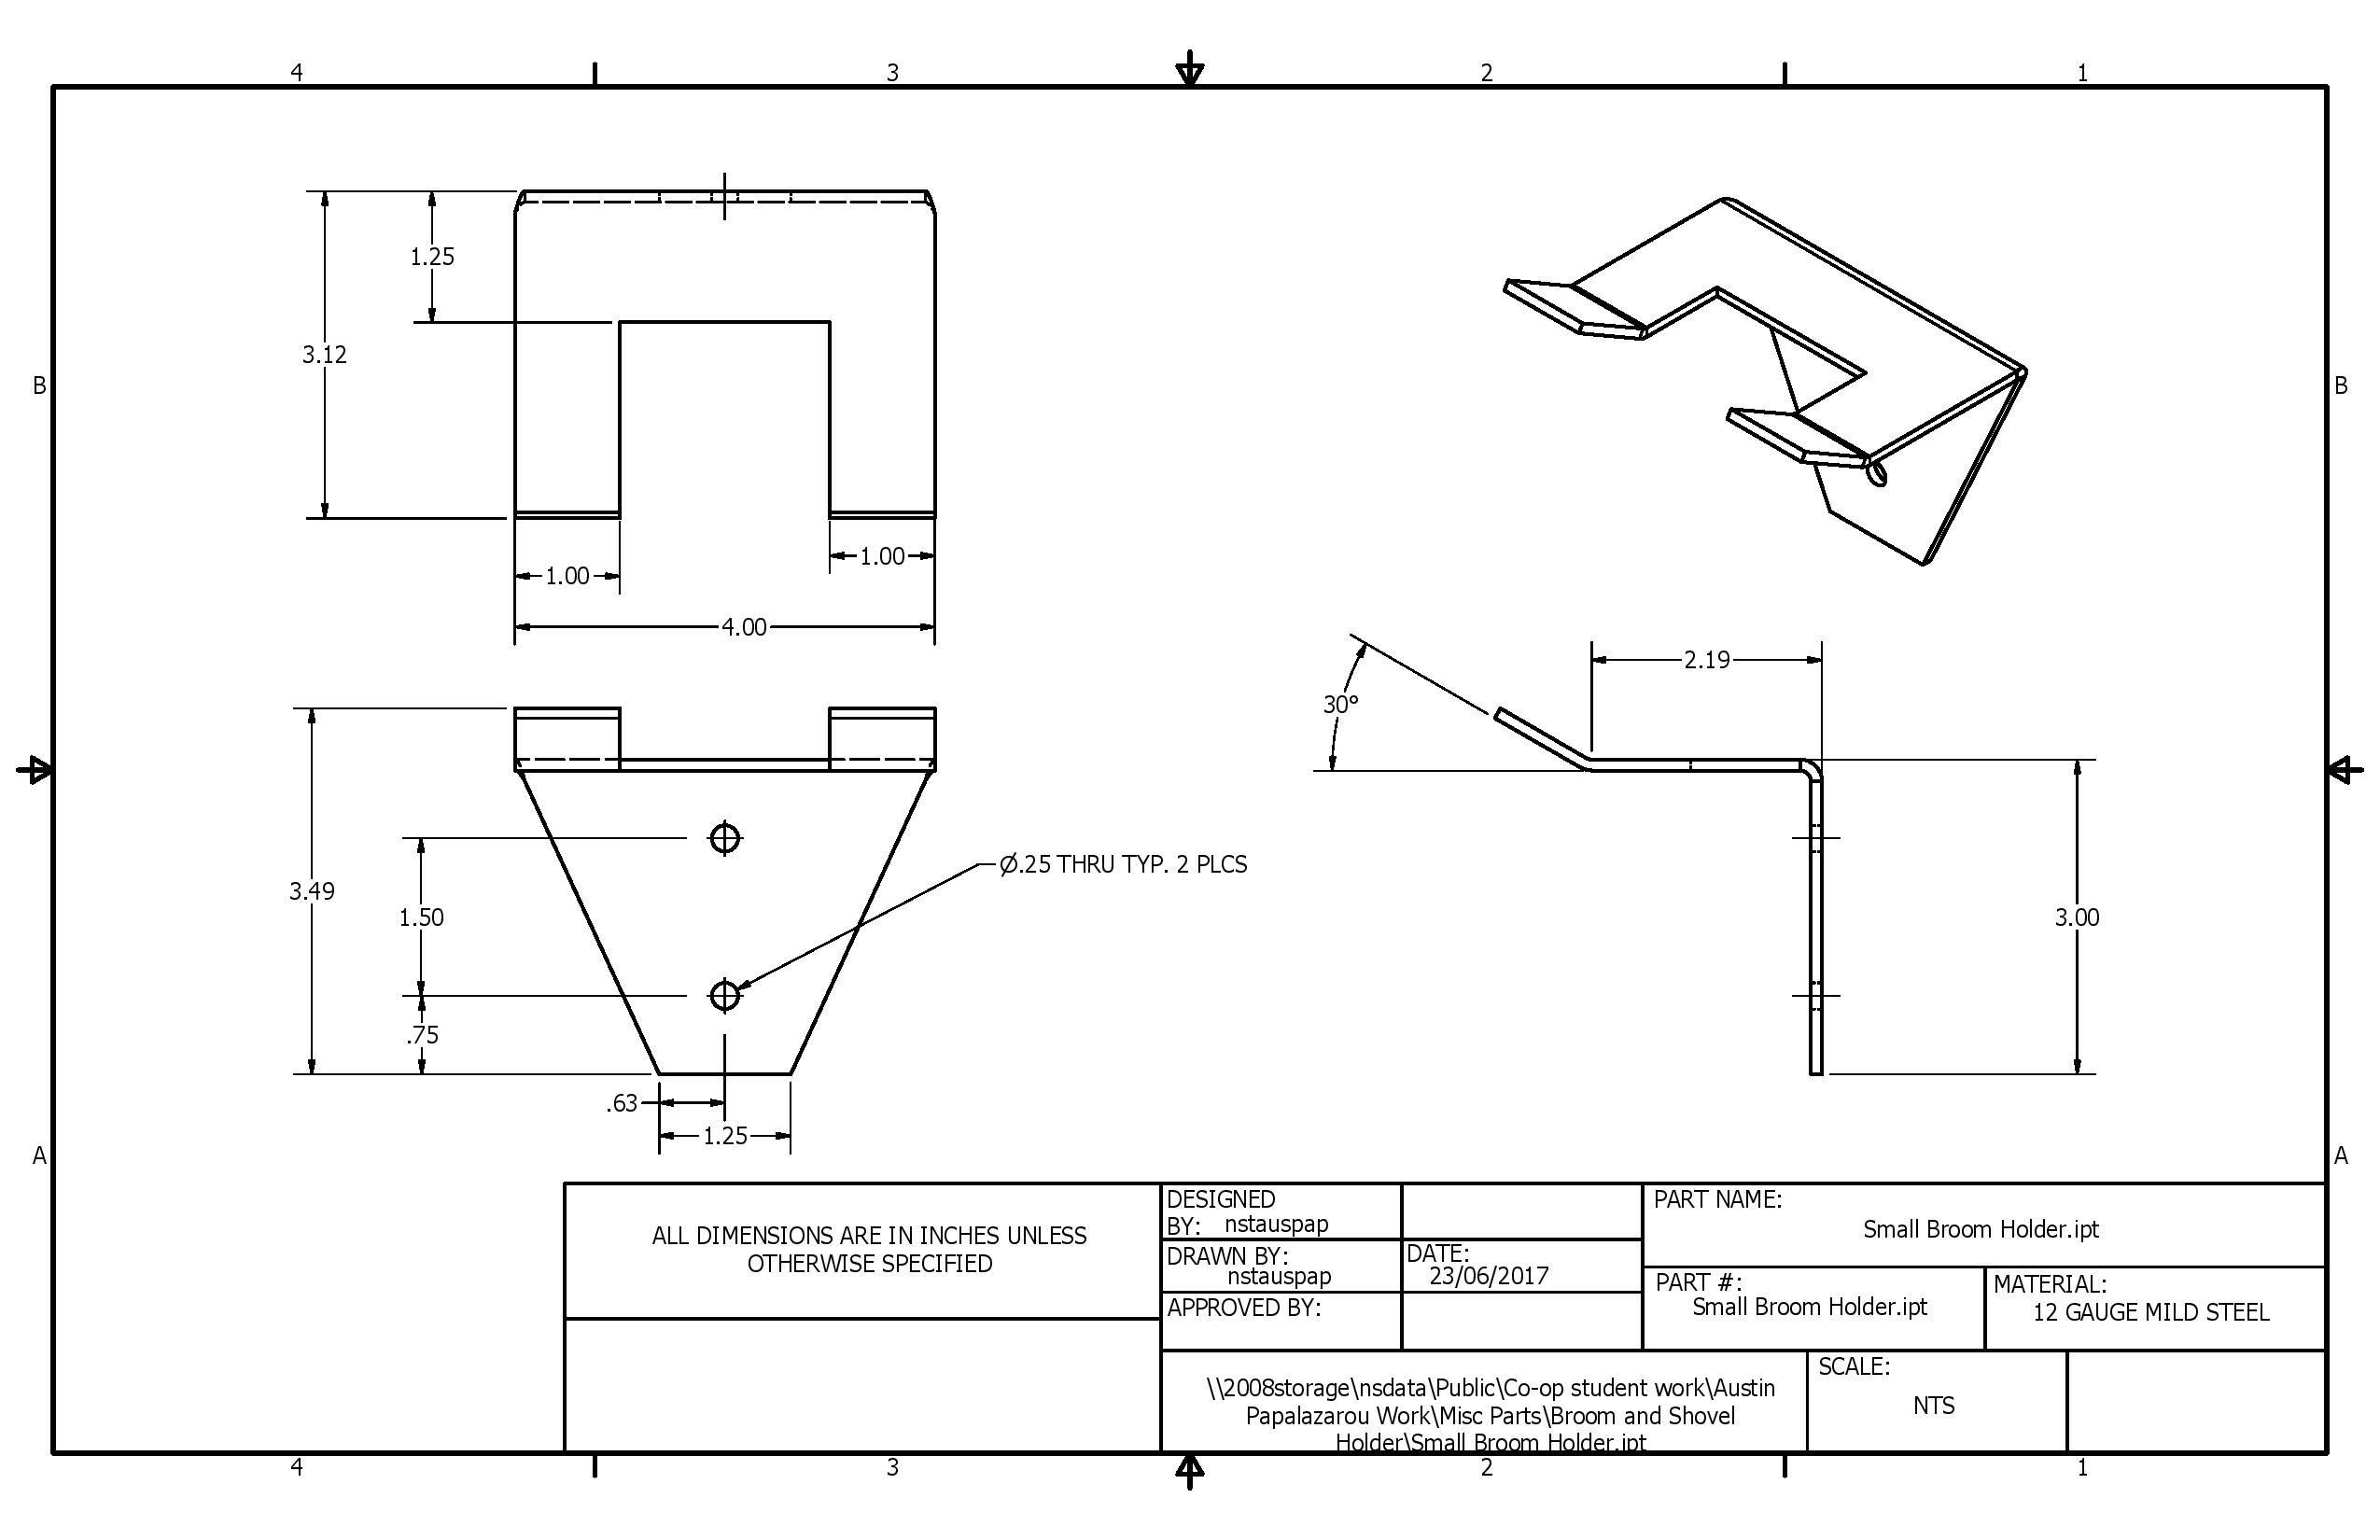 4
3
2
1
B
B
A
A
1.25
3.12
1.00
1.00
4.00
2.19
30°
3.49
1.50
.75
Ø.25 THRU TYP. 2 PLCS
3.00
.63
1.25
ALL DIMENSIONS ARE IN INCHES UNLESS
OTHERWISE SPECIFIED
DESIGNED
BY: nstauspap
DRAWN BY:
nstauspap
DATE:
23/06/2017
APPROVED BY:
PART NAME:
Small Broom Holder.ipt
PART #:
Small Broom Holder.ipt
MATERIAL:
12 GAUGE MILD STEEL
\\2008storage\nsdata\Public\Co-op student work\Austin
Papalazarou Work\Misc Parts\Broom and Shovel
Holder\Small Broom Holder.ipt
SCALE:
NTS
4
3
2
1